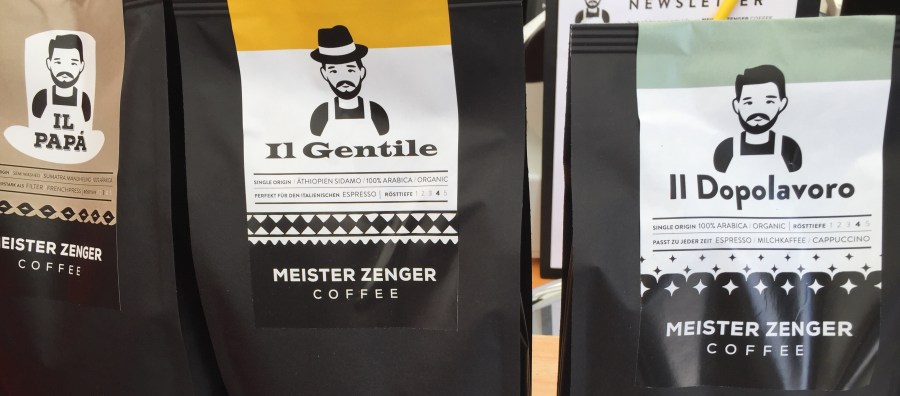 NEWSLETTER
IL
PAPÁ
SUMATRA MANDHELING
FILTER FRENCHPRESS
MEISTER ZENGER
COFFEE
Il Gentile
SINGLE ORIGIN / ÄTHIOPIEN SIDAMO / 100% ARABICA / ORGANIC
PERFEKT FÜR DEN ITALIENISCHEN ESPRESSO | RÖSTTIEFE 1 2 3 4 5
MEISTER ZENGER
COFFEE
Il Dopolavoro
SINGLE ORIGIN 100% ARABICA / ORGANIC | RÖSTTIEFE 1 2 3 4 5
PASST ZU JEDER ZEIT ESPRESSO / MILCHKAFFEE / CAPPUCCINO
MEISTER ZENGER
COFFEE